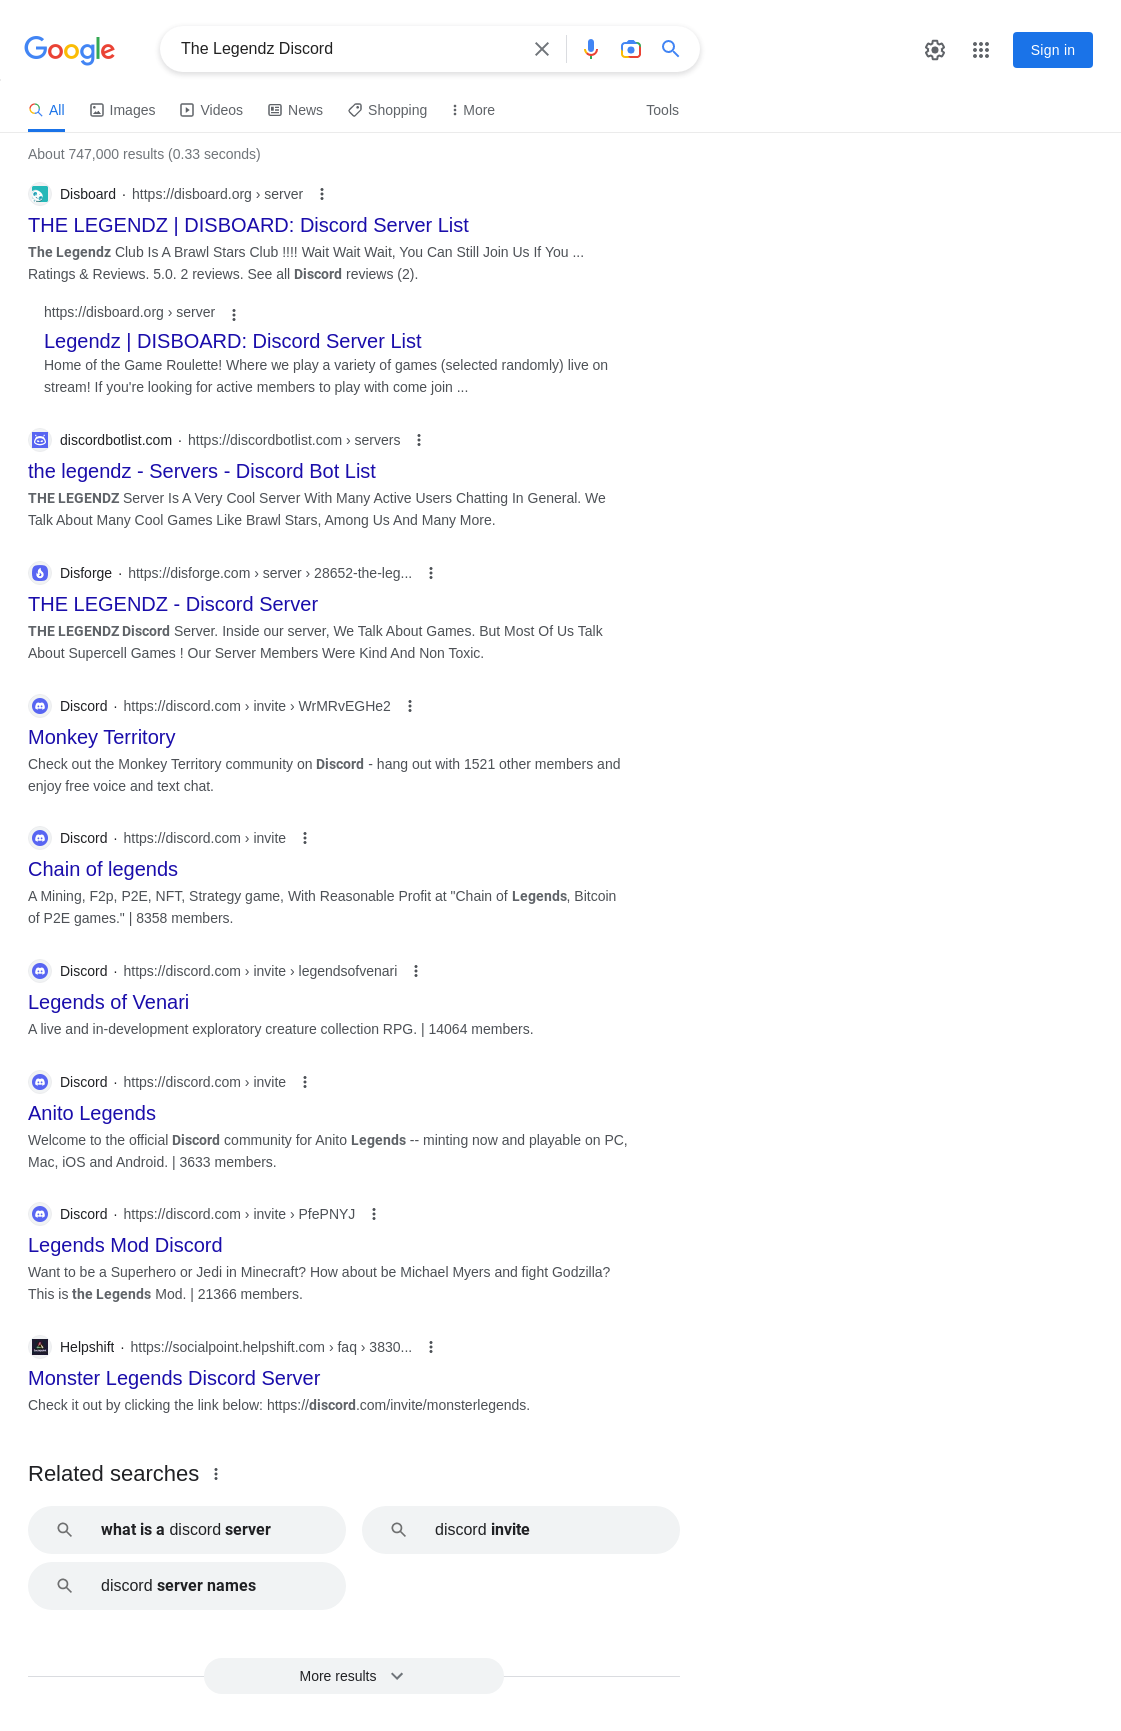 Google
The Legendz Discord
Sign in
All
Images
Videos
News
Shopping
More
Tools
About 747,000 results (0.33 seconds)
Disboard · https://disboard.org › server
THE LEGENDZ | DISBOARD: Discord Server List
The Legendz Club Is A Brawl Stars Club !!!! Wait Wait Wait, You Can Still Join Us If You ...
Ratings & Reviews. 5.0. 2 reviews. See all Discord reviews (2).
https://disboard.org › server
Legendz | DISBOARD: Discord Server List
Home of the Game Roulette! Where we play a variety of games (selected randomly) live on
stream! If you're looking for active members to play with come join ...
discordbotlist.com · https://discordbotlist.com › servers
the legendz - Servers - Discord Bot List
THE LEGENDZ Server Is A Very Cool Server With Many Active Users Chatting In General. We
Talk About Many Cool Games Like Brawl Stars, Among Us And Many More.
Disforge · https://disforge.com › server › 28652-the-leg...
THE LEGENDZ - Discord Server
THE LEGENDZ Discord Server. Inside our server, We Talk About Games. But Most Of Us Talk
About Supercell Games ! Our Server Members Were Kind And Non Toxic.
Discord · https://discord.com › invite › WrMRvEGHe2
Monkey Territory
Check out the Monkey Territory community on Discord - hang out with 1521 other members and
enjoy free voice and text chat.
Discord · https://discord.com › invite
Chain of legends
A Mining, F2p, P2E, NFT, Strategy game, With Reasonable Profit at "Chain of Legends, Bitcoin
of P2E games." | 8358 members.
Discord · https://discord.com › invite › legendsofvenari
Legends of Venari
A live and in-development exploratory creature collection RPG. | 14064 members.
Discord · https://discord.com › invite
Anito Legends
Welcome to the official Discord community for Anito Legends -- minting now and playable on PC,
Mac, iOS and Android. | 3633 members.
Discord · https://discord.com › invite › PfePNYJ
Legends Mod Discord
Want to be a Superhero or Jedi in Minecraft? How about be Michael Myers and fight Godzilla?
This is the Legends Mod. | 21366 members.
Helpshift · https://socialpoint.helpshift.com › faq › 3830...
Monster Legends Discord Server
Check it out by clicking the link below: https://discord.com/invite/monsterlegends.
Related searches
what is a discord server
discord invite
discord server names
More results